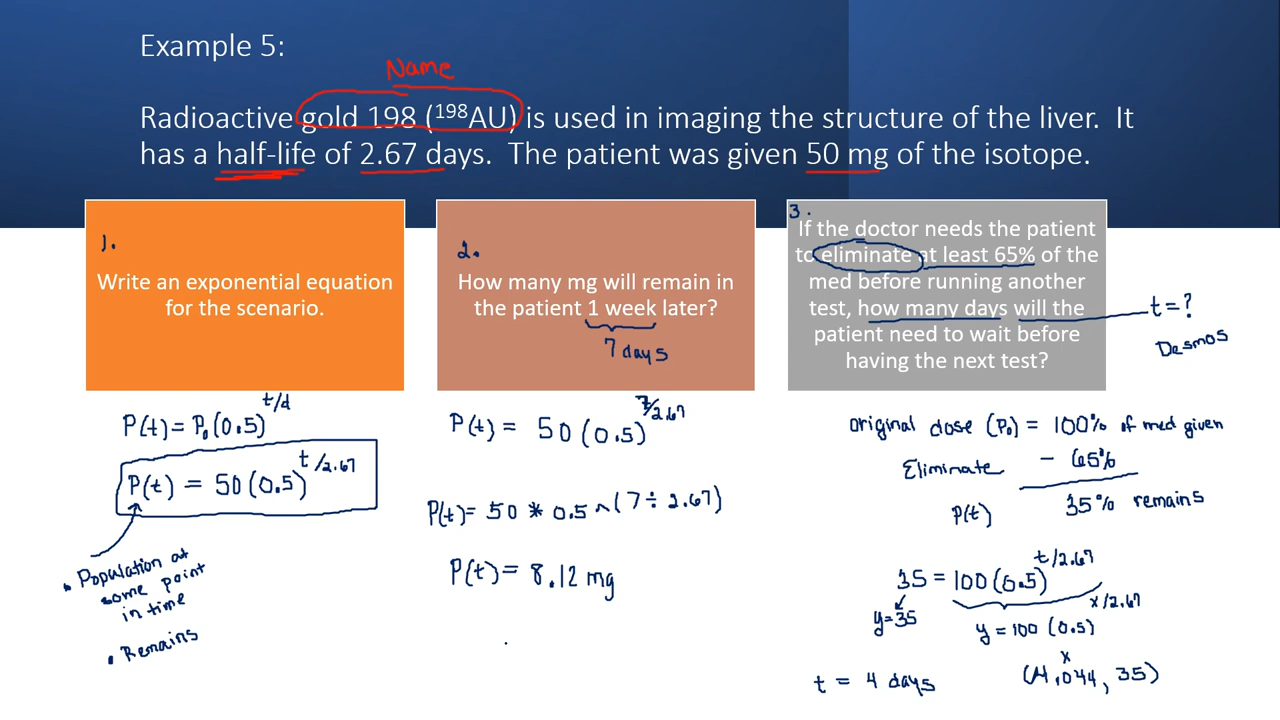 Example 5:
Name
Radioactive gold 198 (¹⁹⁸AU) is used in imaging the structure of the liver. It
has a half-life of 2.67 days. The patient was given 50 mg of the isotope.
1.
Write an exponential equation
for the scenario.
P(t) = P₀(0.5)^t/d
P(t) = 50(0.5)^t/2.67
• Population at
some point
in time
• Remains
2.
How many mg will remain in
the patient 1 week later?
7 days
P(t) = 50(0.5)^7/2.67
P(t) = 50 * 0.5 ^ (7 ÷ 2.67)
P(t) = 8.12 mg
3.
If the doctor needs the patient
to eliminate at least 65% of the
med before running another
test, how many days will the
patient need to wait before
having the next test?
t = ?
Desmos
Original dose (P₀) = 100% of med given
Eliminate - 65%
P(t) 35% remains
35 = 100(0.5)^t/2.67
y=35
y = 100(0.5)^x/2.67
x
t = 4 days (4.044, 35)